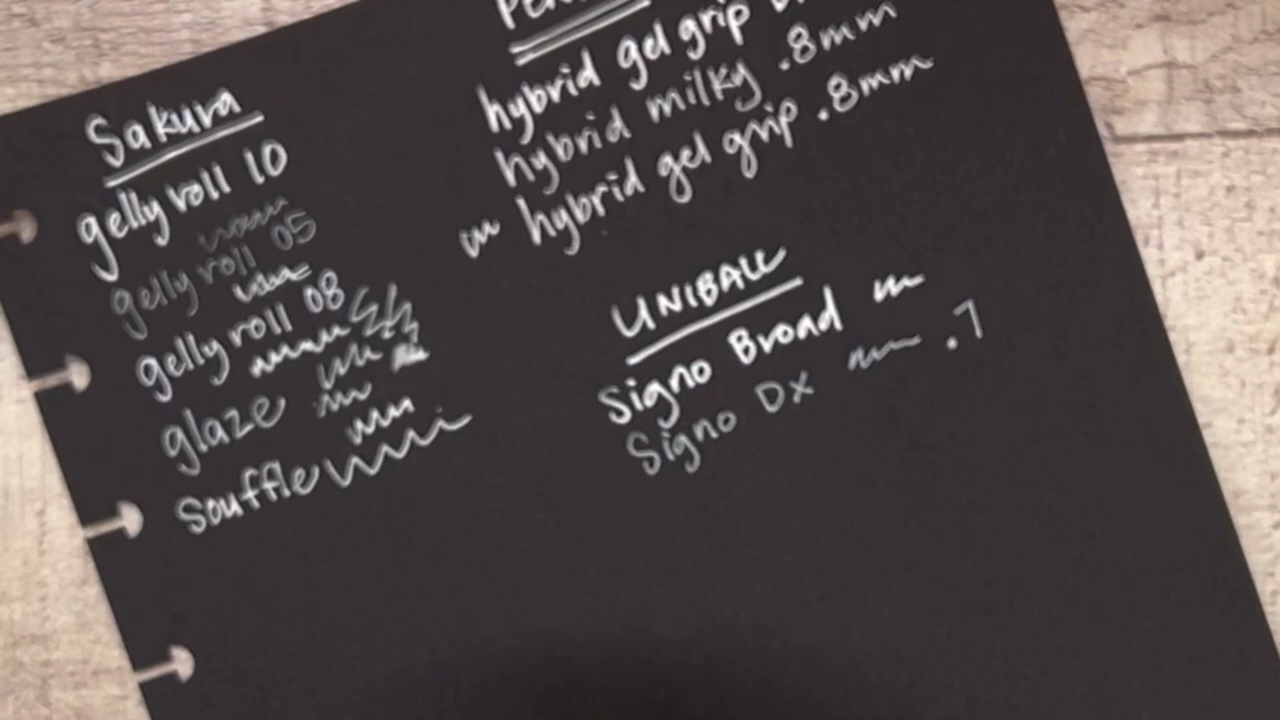 Sakura
gelly roll 10
gelly roll 05
gelly roll 08
glaze
Souffle
hybrid gel grip
hybrid milky .8mm
hybrid gel grip .8mm
UNIBALL
Signo Broad
Signo DX .7